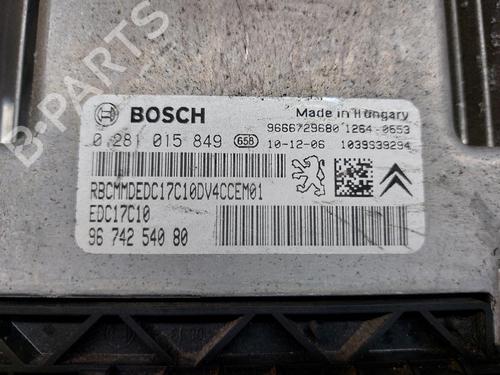 B-PARTS
BOSCH
Made in Hungary
0 281 015 849 658
9666729680 1264-0653
10-12-06 1039S39294
RBCMMDEDC17C10DV4CCEM01
EDC17C10
96 742 540 80